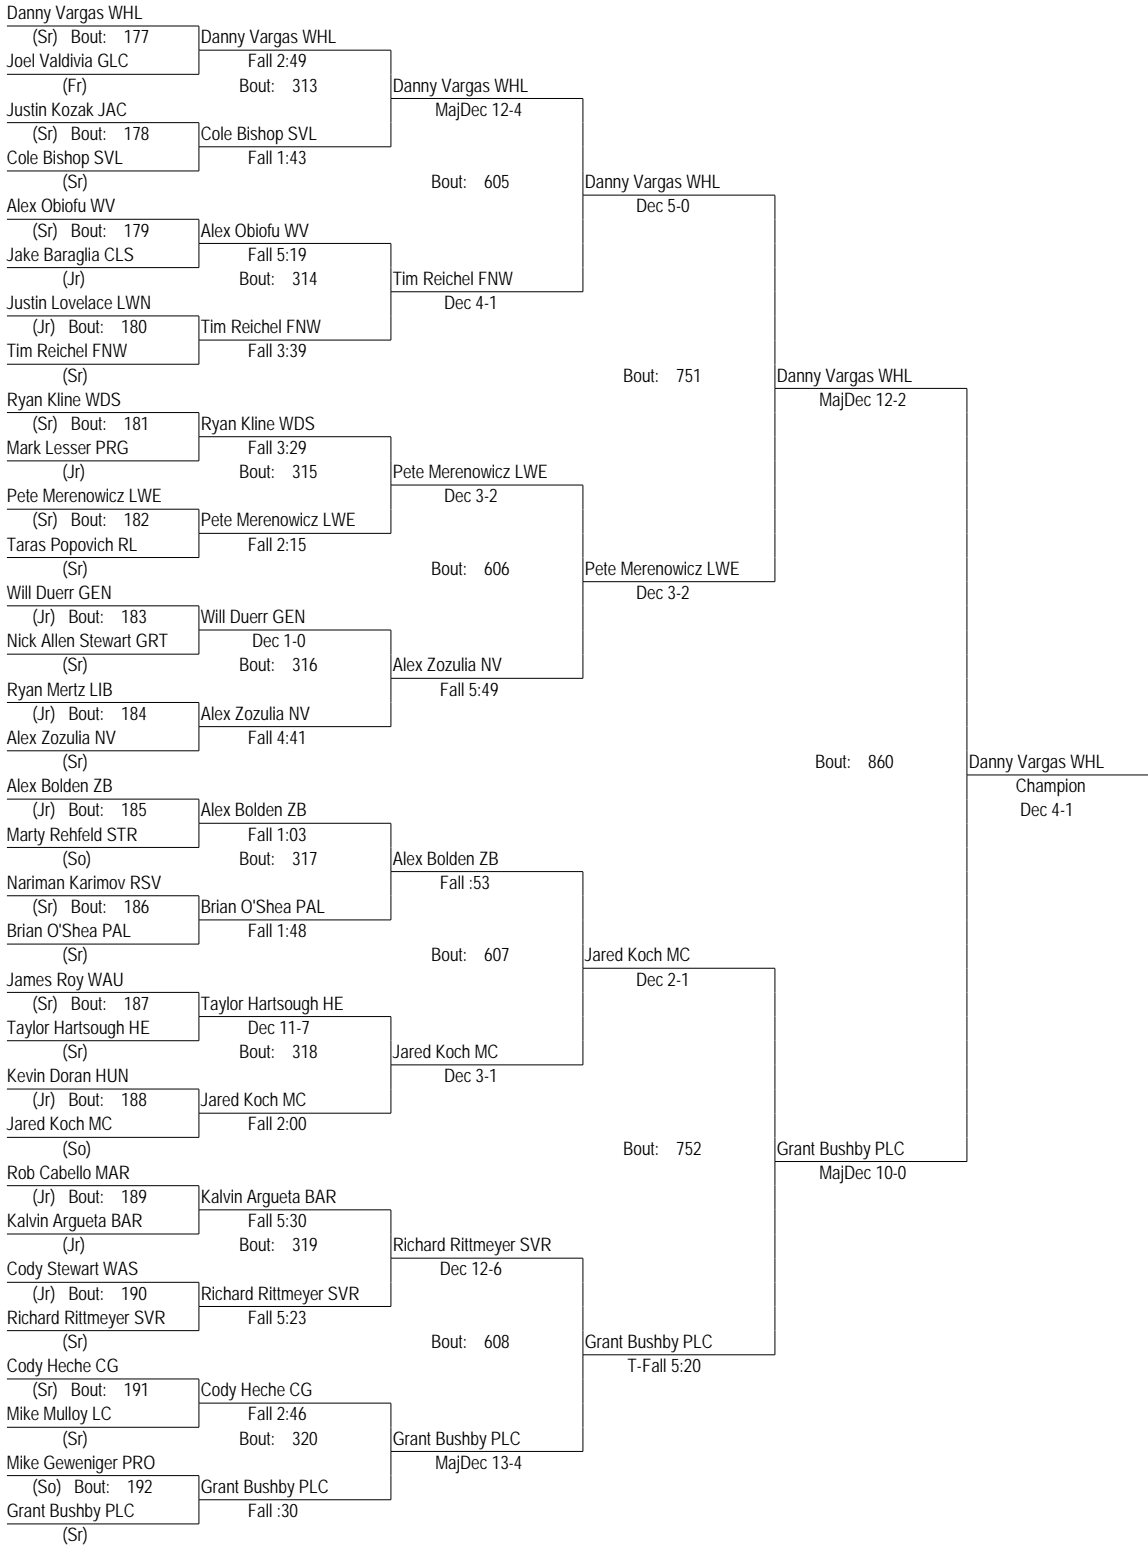 Danny Vargas WHL
(Sr) Bout: 177 Danny Vargas WHL
Joel Valdivia GLC Fall 2:49
(Fr) Bout: 313 Danny Vargas WHL
Justin Kozak JAC MajDec 12-4
(Sr) Bout: 178 Cole Bishop SVL
Cole Bishop SVL Fall 1:43
(Sr) Bout: 605 Danny Vargas WHL
Alex Obiofu WV Dec 5-0
(Sr) Bout: 179 Alex Obiofu WV
Jake Baraglia CLS Fall 5:19
(Jr) Bout: 314 Tim Reichel FNW
Justin Lovelace LWN Dec 4-1
(Jr) Bout: 180 Tim Reichel FNW
Tim Reichel FNW Fall 3:39
(Sr) Bout: 751 Danny Vargas WHL
Ryan Kline WDS MajDec 12-2
(Sr) Bout: 181 Ryan Kline WDS
Mark Lesser PRG Fall 3:29
(Jr) Bout: 315 Pete Merenowicz LWE
Pete Merenowicz LWE Dec 3-2
(Sr) Bout: 182 Pete Merenowicz LWE
Taras Popovich RL Fall 2:15
(Sr) Bout: 606 Pete Merenowicz LWE
Will Duerr GEN Dec 3-2
(Jr) Bout: 183 Will Duerr GEN
Nick Allen Stewart GRT Dec 1-0
(Sr) Bout: 316 Alex Zozulia NV
Ryan Mertz LIB Fall 5:49
(Jr) Bout: 184 Alex Zozulia NV
Alex Zozulia NV Fall 4:41
(Sr) Bout: 860 Danny Vargas WHL
Alex Bolden ZB Champion
(Jr) Bout: 185 Alex Bolden ZB Dec 4-1
Marty Rehfeld STR Fall 1:03
(So) Bout: 317 Alex Bolden ZB
Nariman Karimov RSV Fall :53
(Sr) Bout: 186 Brian O'Shea PAL
Brian O'Shea PAL Fall 1:48
(Sr) Bout: 607 Jared Koch MC
James Roy WAU Dec 2-1
(Sr) Bout: 187 Taylor Hartsough HE
Taylor Hartsough HE Dec 11-7
(Sr) Bout: 318 Jared Koch MC
Kevin Doran HUN Dec 3-1
(Jr) Bout: 188 Jared Koch MC
Jared Koch MC Fall 2:00
(So) Bout: 752 Grant Bushby PLC
Rob Cabello MAR MajDec 10-0
(Jr) Bout: 189 Kalvin Argueta BAR
Kalvin Argueta BAR Fall 5:30
(Jr) Bout: 319 Richard Rittmeyer SVR
Cody Stewart WAS Dec 12-6
(Jr) Bout: 190 Richard Rittmeyer SVR
Richard Rittmeyer SVR Fall 5:23
(Sr) Bout: 608 Grant Bushby PLC
Cody Heche CG T-Fall 5:20
(Sr) Bout: 191 Cody Heche CG
Mike Mulloy LC Fall 2:46
(Sr) Bout: 320 Grant Bushby PLC
Mike Geweniger PRO MajDec 13-4
(So) Bout: 192 Grant Bushby PLC
Grant Bushby PLC Fall :30
(Sr)